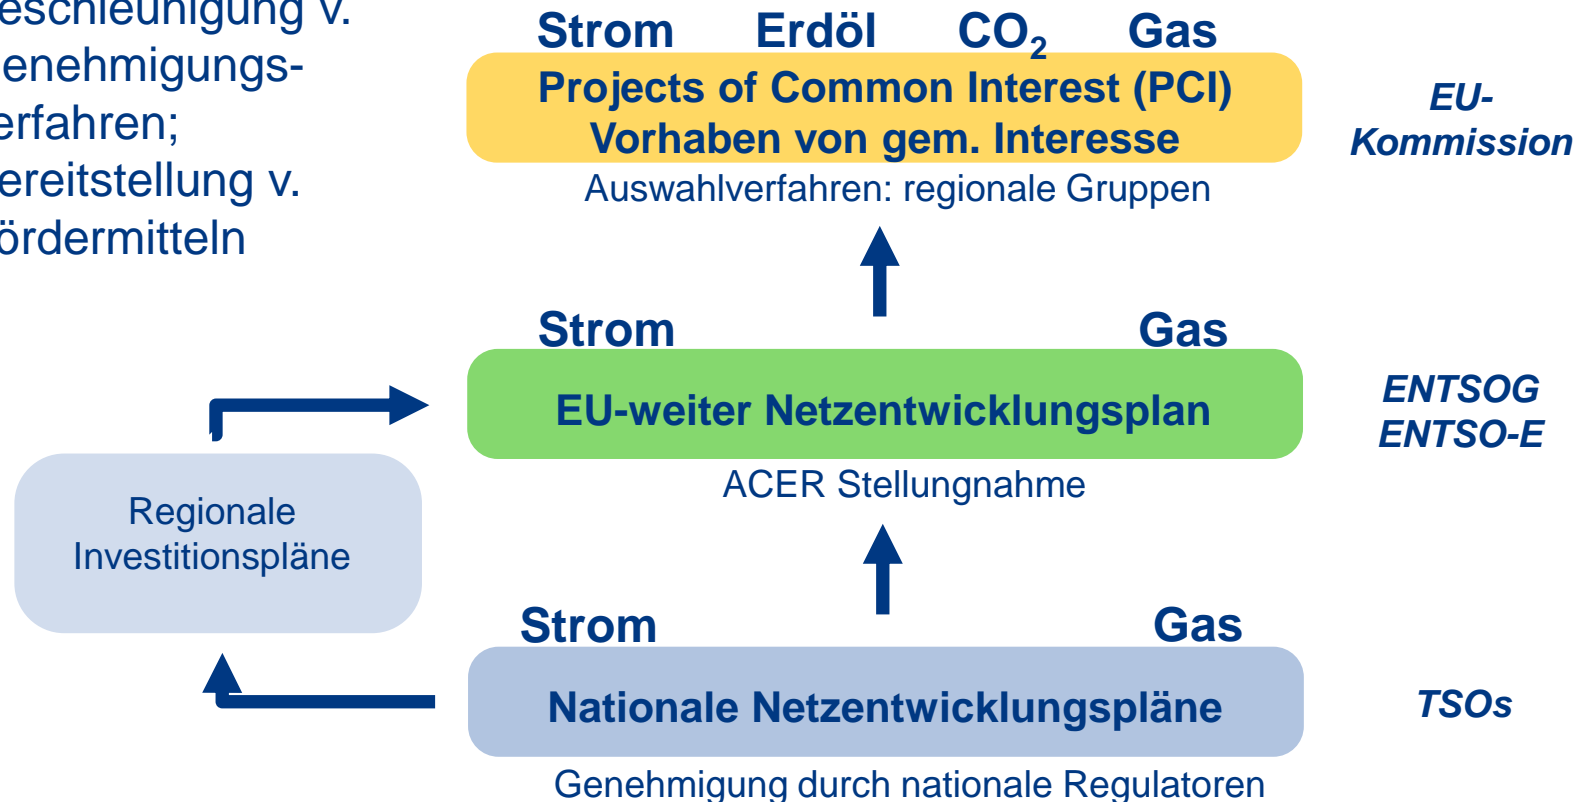 eschleunigung v.
enehmigungs-
erfahren;
ereitstellung v.
ördermitteln
Strom Erdöl CO₂ Gas
Projects of Common Interest (PCI)
Vorhaben von gem. Interesse
Auswahlverfahren: regionale Gruppen
EU-
Kommission
Strom Gas
EU-weiter Netzentwicklungsplan
ACER Stellungnahme
ENTSOG
ENTSO-E
Regionale
Investitionspläne
Strom Gas
Nationale Netzentwicklungspläne
Genehmigung durch nationale Regulatoren
TSOs